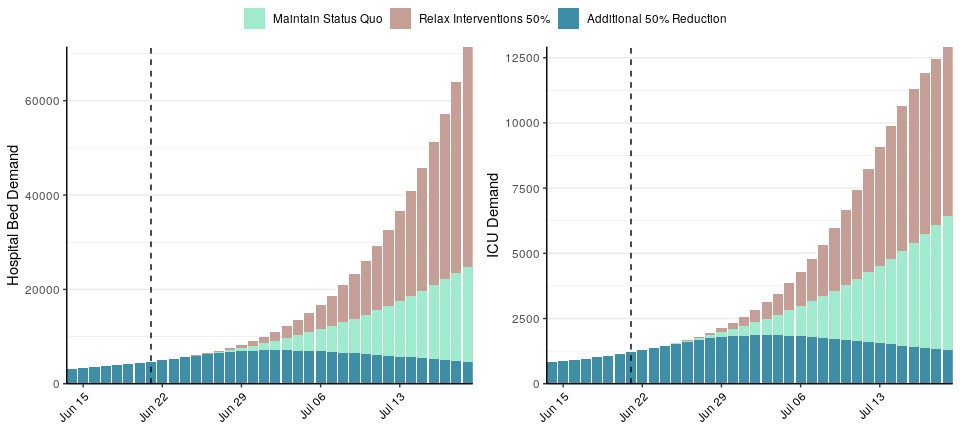 Maintain Status Quo Relax Interventions 50% Additional 50% Reduction
Hospital Bed Demand
60000
40000
20000
0
Jun 15 Jun 22 Jun 29 Jul 06 Jul 13
ICU Demand
12500
10000
7500
5000
2500
0
Jun 15 Jun 22 Jun 29 Jul 06 Jul 13